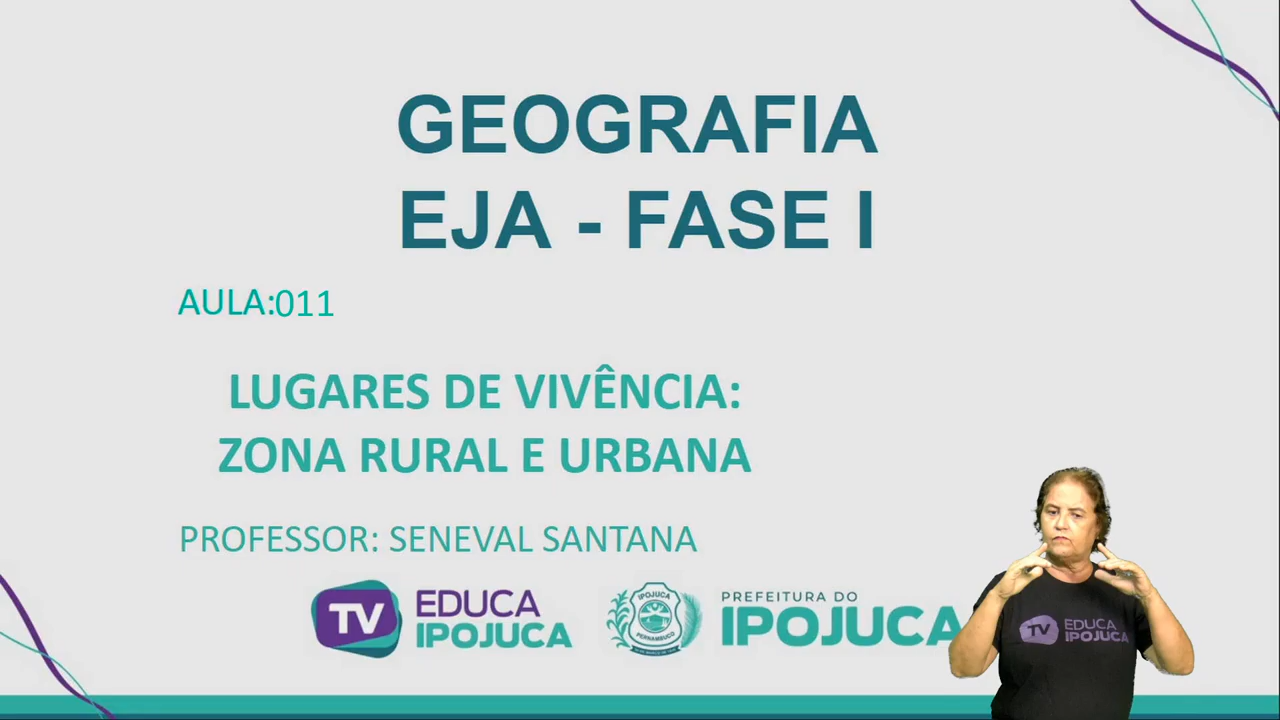 GEOGRAFIA
EJA - FASE I
AULA:011
LUGARES DE VIVÊNCIA:
ZONA RURAL E URBANA
PROFESSOR: SENEVAL SANTANA
TV EDUCA
IPOJUCA
IPOJUCA
PERNAMBUCO
PREFEITURA DO
IPOJUCA
TV EDUCA
IPOJUCA